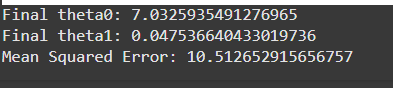 Final theta0: 7.0325935491276965
Final theta1: 0.047536640433019736
Mean Squared Error: 10.512652915656757